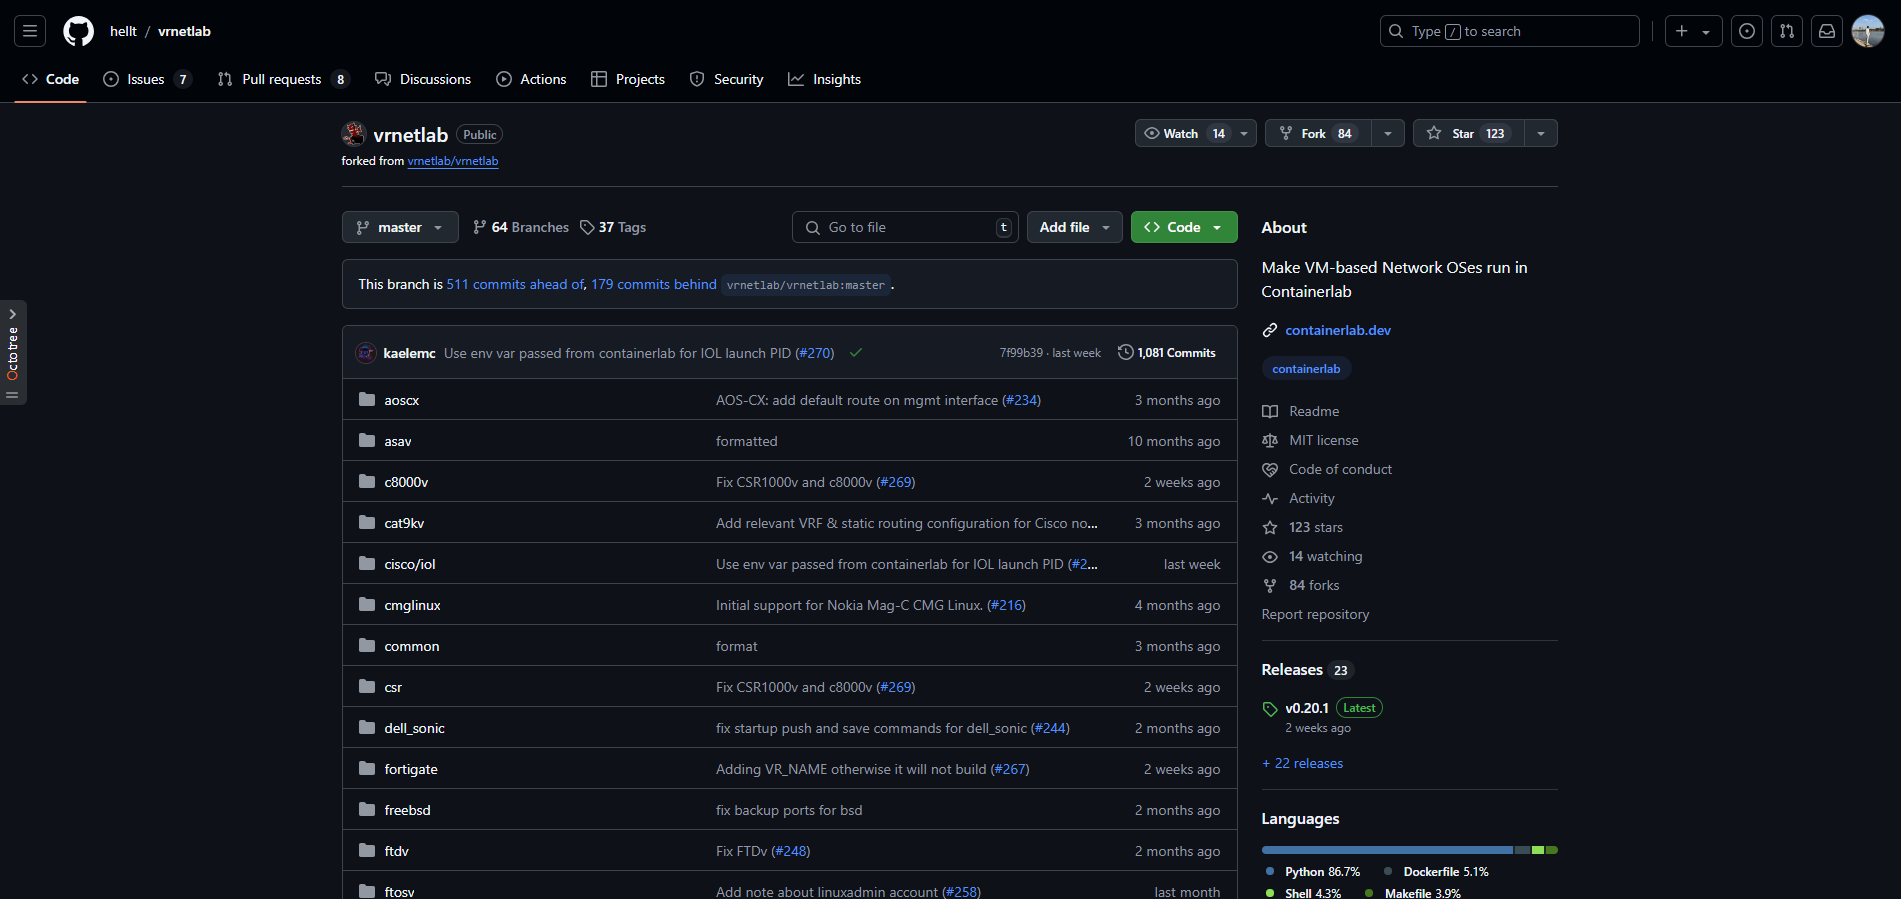 hellt / vrnetlab
Type / to search
Code
Issues 7
Pull requests 8
Discussions
Actions
Projects
Security
Insights
vrnetlab Public
forked from vrnetlab/vrnetlab
Watch 14
Fork 84
Star 123
master
64 Branches
37 Tags
Go to file t
Add file
Code
This branch is 511 commits ahead of, 179 commits behind vrnetlab/vrnetlab:master .
kaelemc Use env var passed from containerlab for IOL launch PID (#270) 7f99b39 · last week 1,081 Commits
aoscx AOS-CX: add default route on mgmt interface (#234) 3 months ago
asav formatted 10 months ago
c8000v Fix CSR1000v and c8000v (#269) 2 weeks ago
cat9kv Add relevant VRF & static routing configuration for Cisco no... 3 months ago
cisco/iol Use env var passed from containerlab for IOL launch PID (#2... last week
cmglinux Initial support for Nokia Mag-C CMG Linux. (#216) 4 months ago
common format 3 months ago
csr Fix CSR1000v and c8000v (#269) 2 weeks ago
dell_sonic fix startup push and save commands for dell_sonic (#244) 2 months ago
fortigate Adding VR_NAME otherwise it will not build (#267) 2 weeks ago
freebsd fix backup ports for bsd 2 months ago
ftdv Fix FTDv (#248) 2 months ago
ftosv Add note about linuxadmin account (#258) last month
About
Make VM-based Network OSes run in
Containerlab
containerlab.dev
containerlab
Readme
MIT license
Code of conduct
Activity
123 stars
14 watching
84 forks
Report repository
Releases 23
v0.20.1 Latest
2 weeks ago
+ 22 releases
Languages
Python 86.7% Dockerfile 5.1%
Shell 4.3% Makefile 3.9%
Octotree